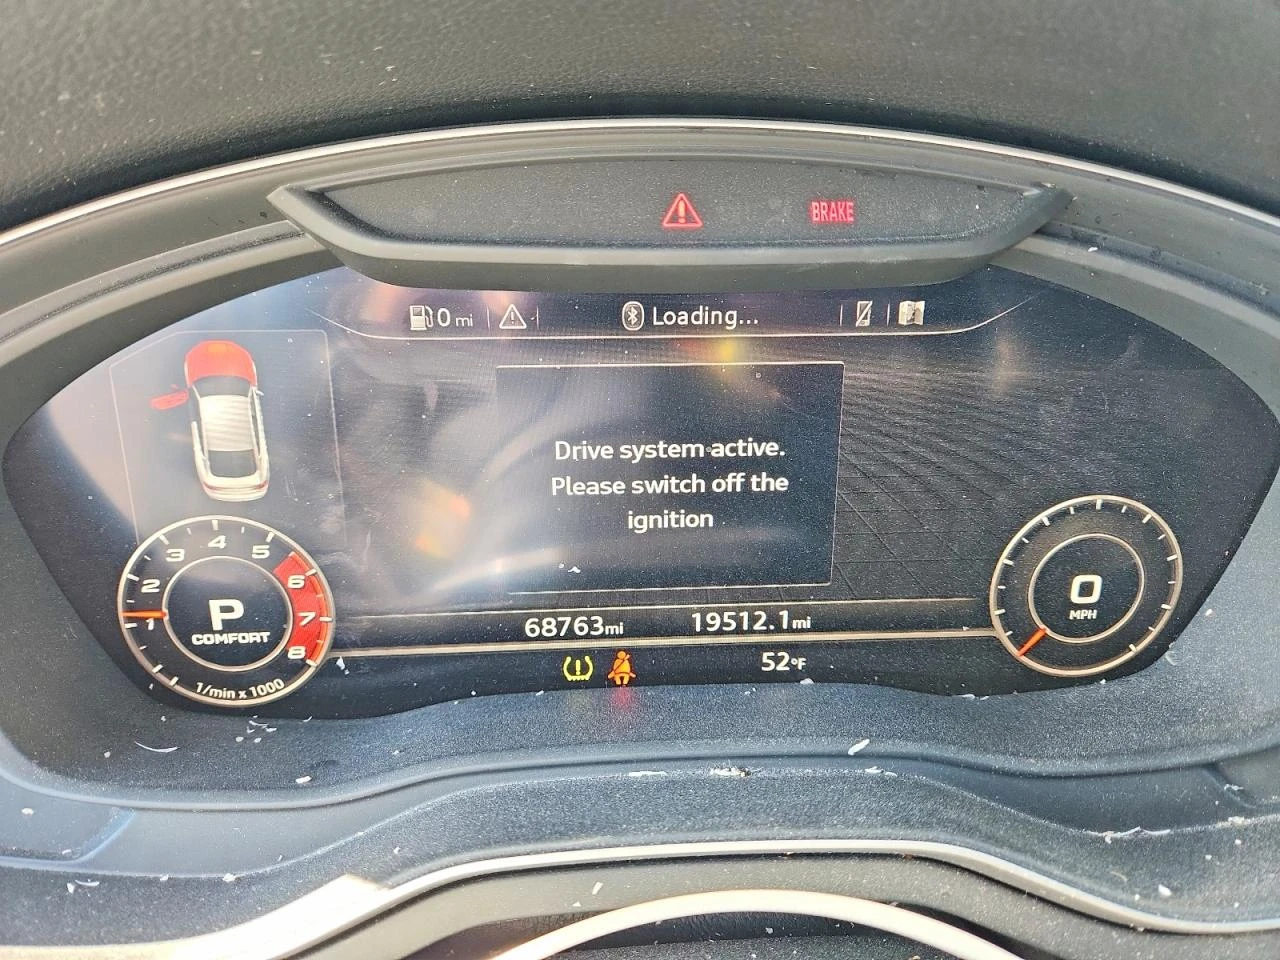 BRAKE
0 mi
Loading...
Drive system active.
Please switch off the
ignition
1
2
3
4
5
6
7
8
P
COMFORT
1/min x 1000
0
MPH
68763mi
19512.1mi
52°F